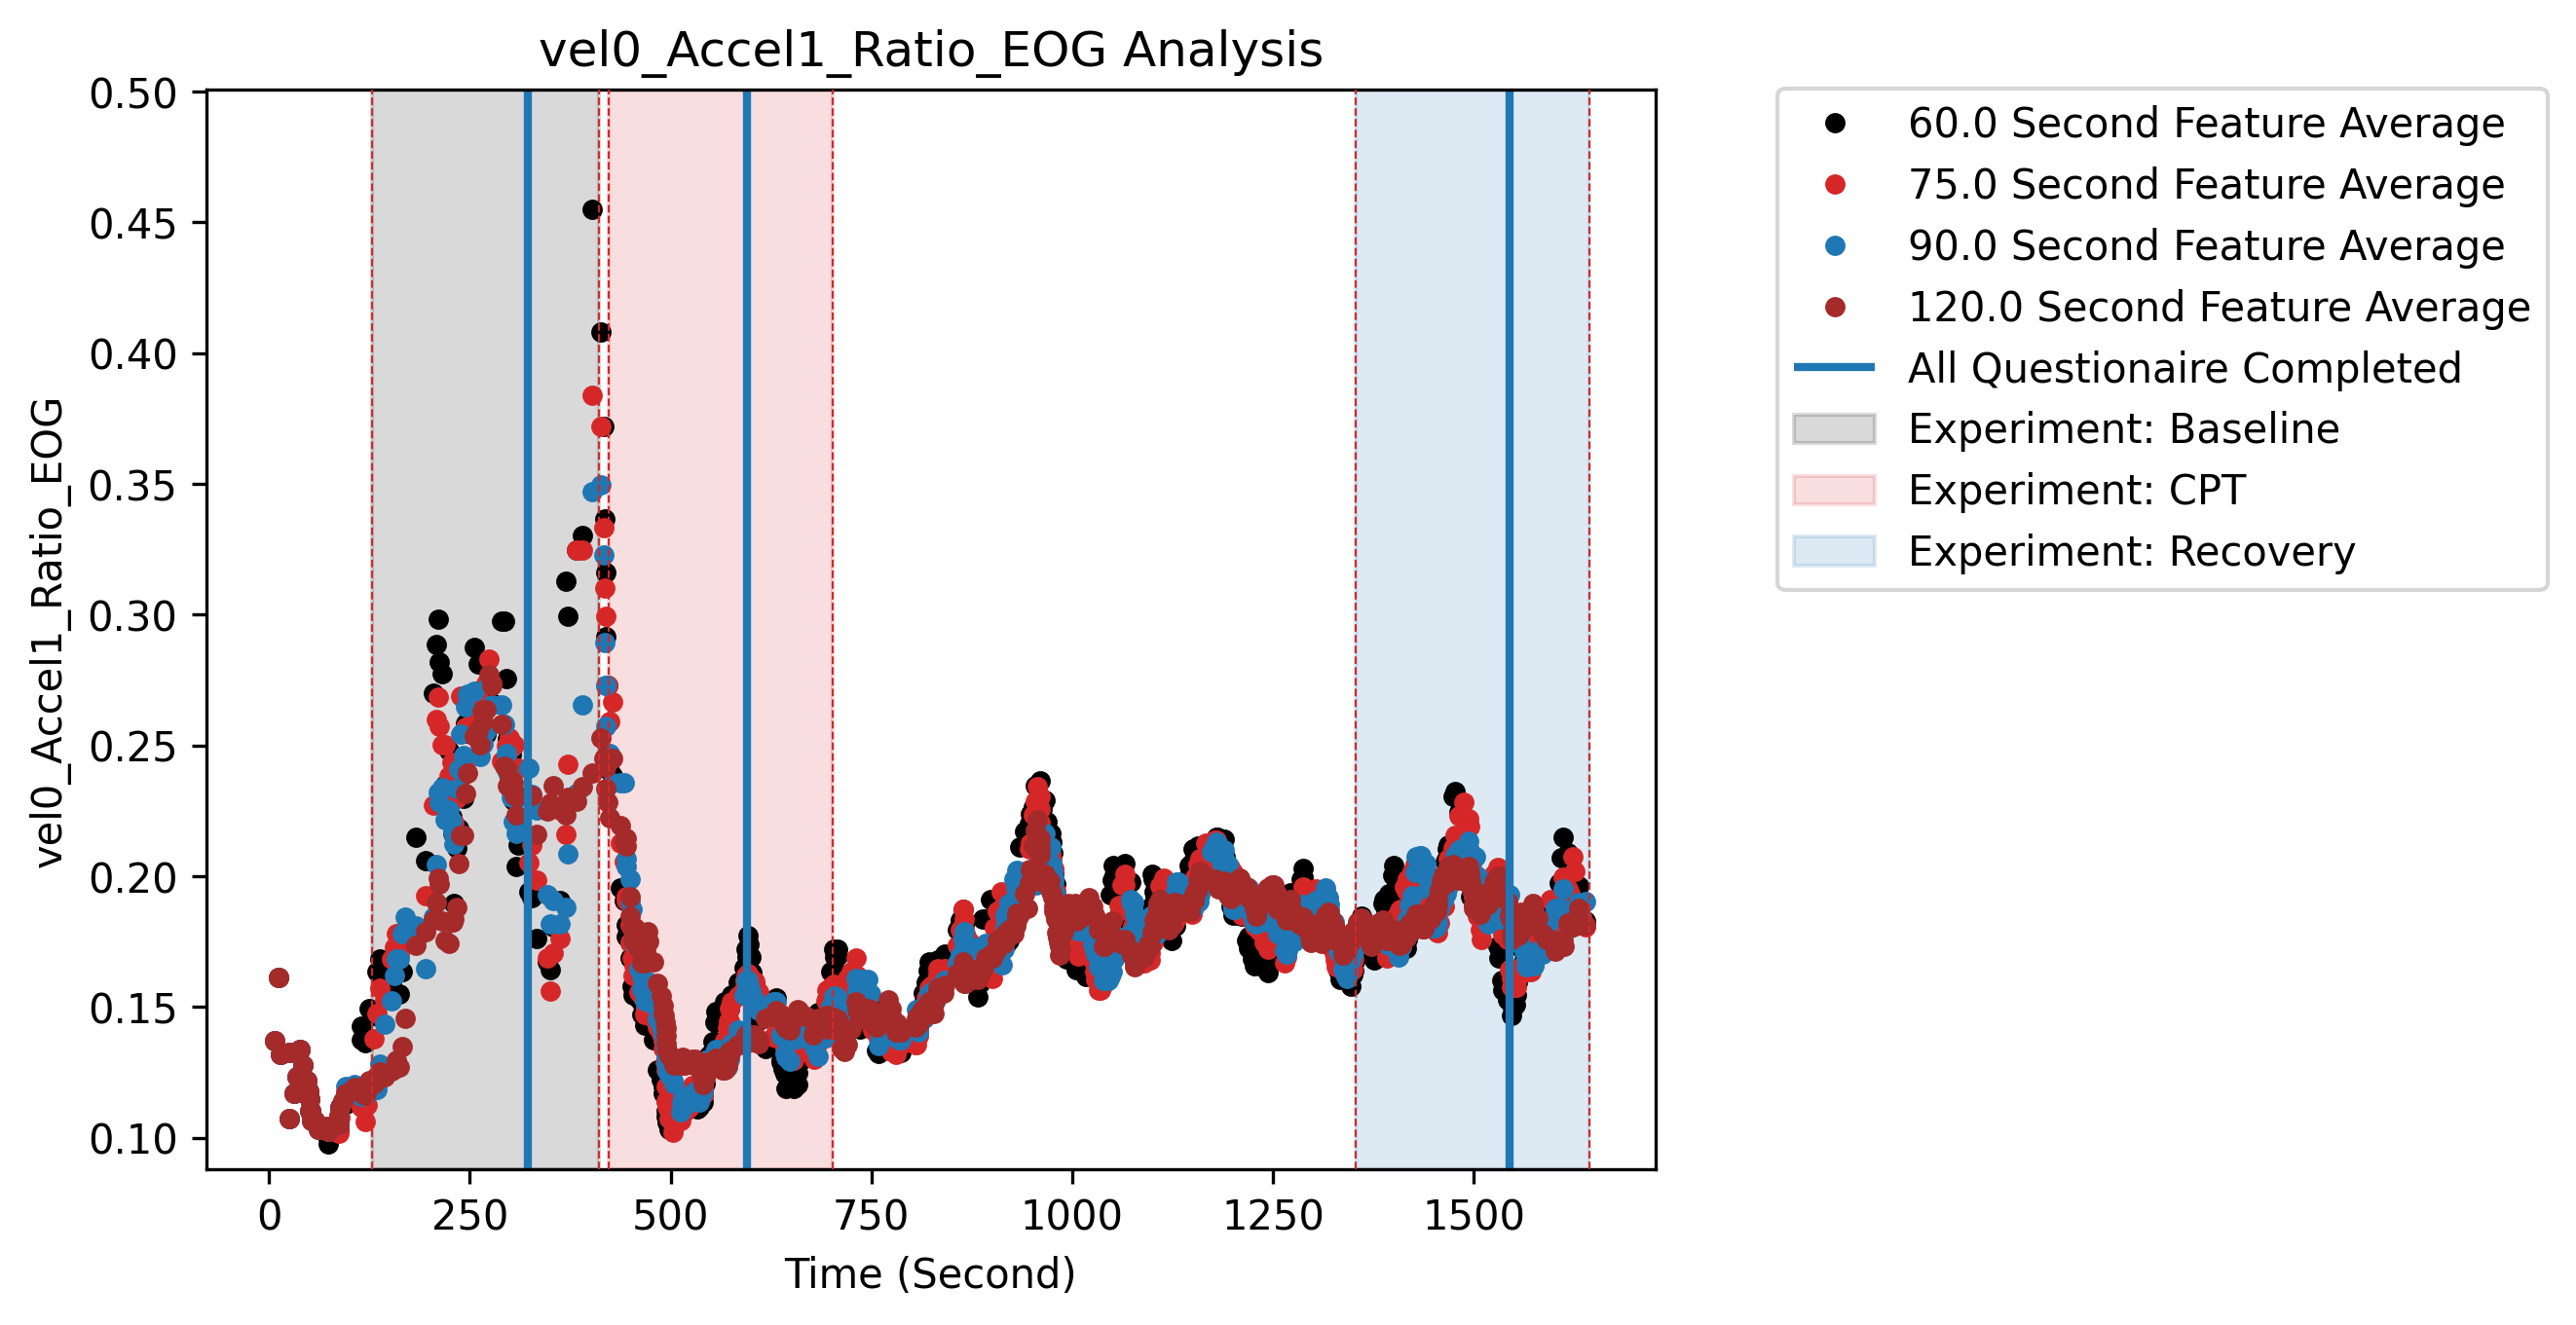 vel0_Accel1_Ratio_EOG Analysis
vel0_Accel1_Ratio_EOG
0.50
0.45
0.40
0.35
0.30
0.25
0.20
0.15
0.10
0
250
500
750
1000
1250
1500
Time (Second)
60.0 Second Feature Average
75.0 Second Feature Average
90.0 Second Feature Average
120.0 Second Feature Average
All Questionaire Completed
Experiment: Baseline
Experiment: CPT
Experiment: Recovery